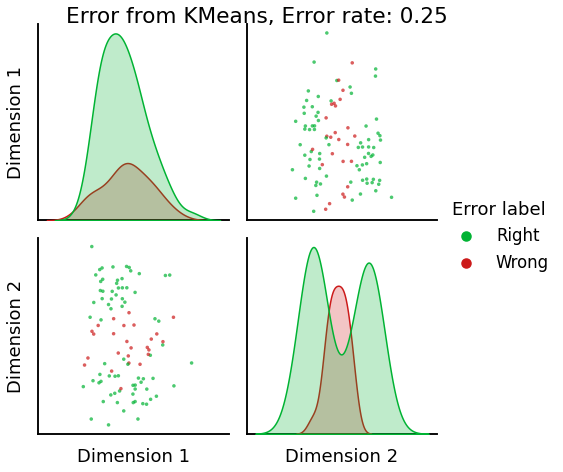 Error from KMeans, Error rate: 0.25
Dimension 1
Error label
Right
Wrong
Dimension 2
Dimension 1
Dimension 2